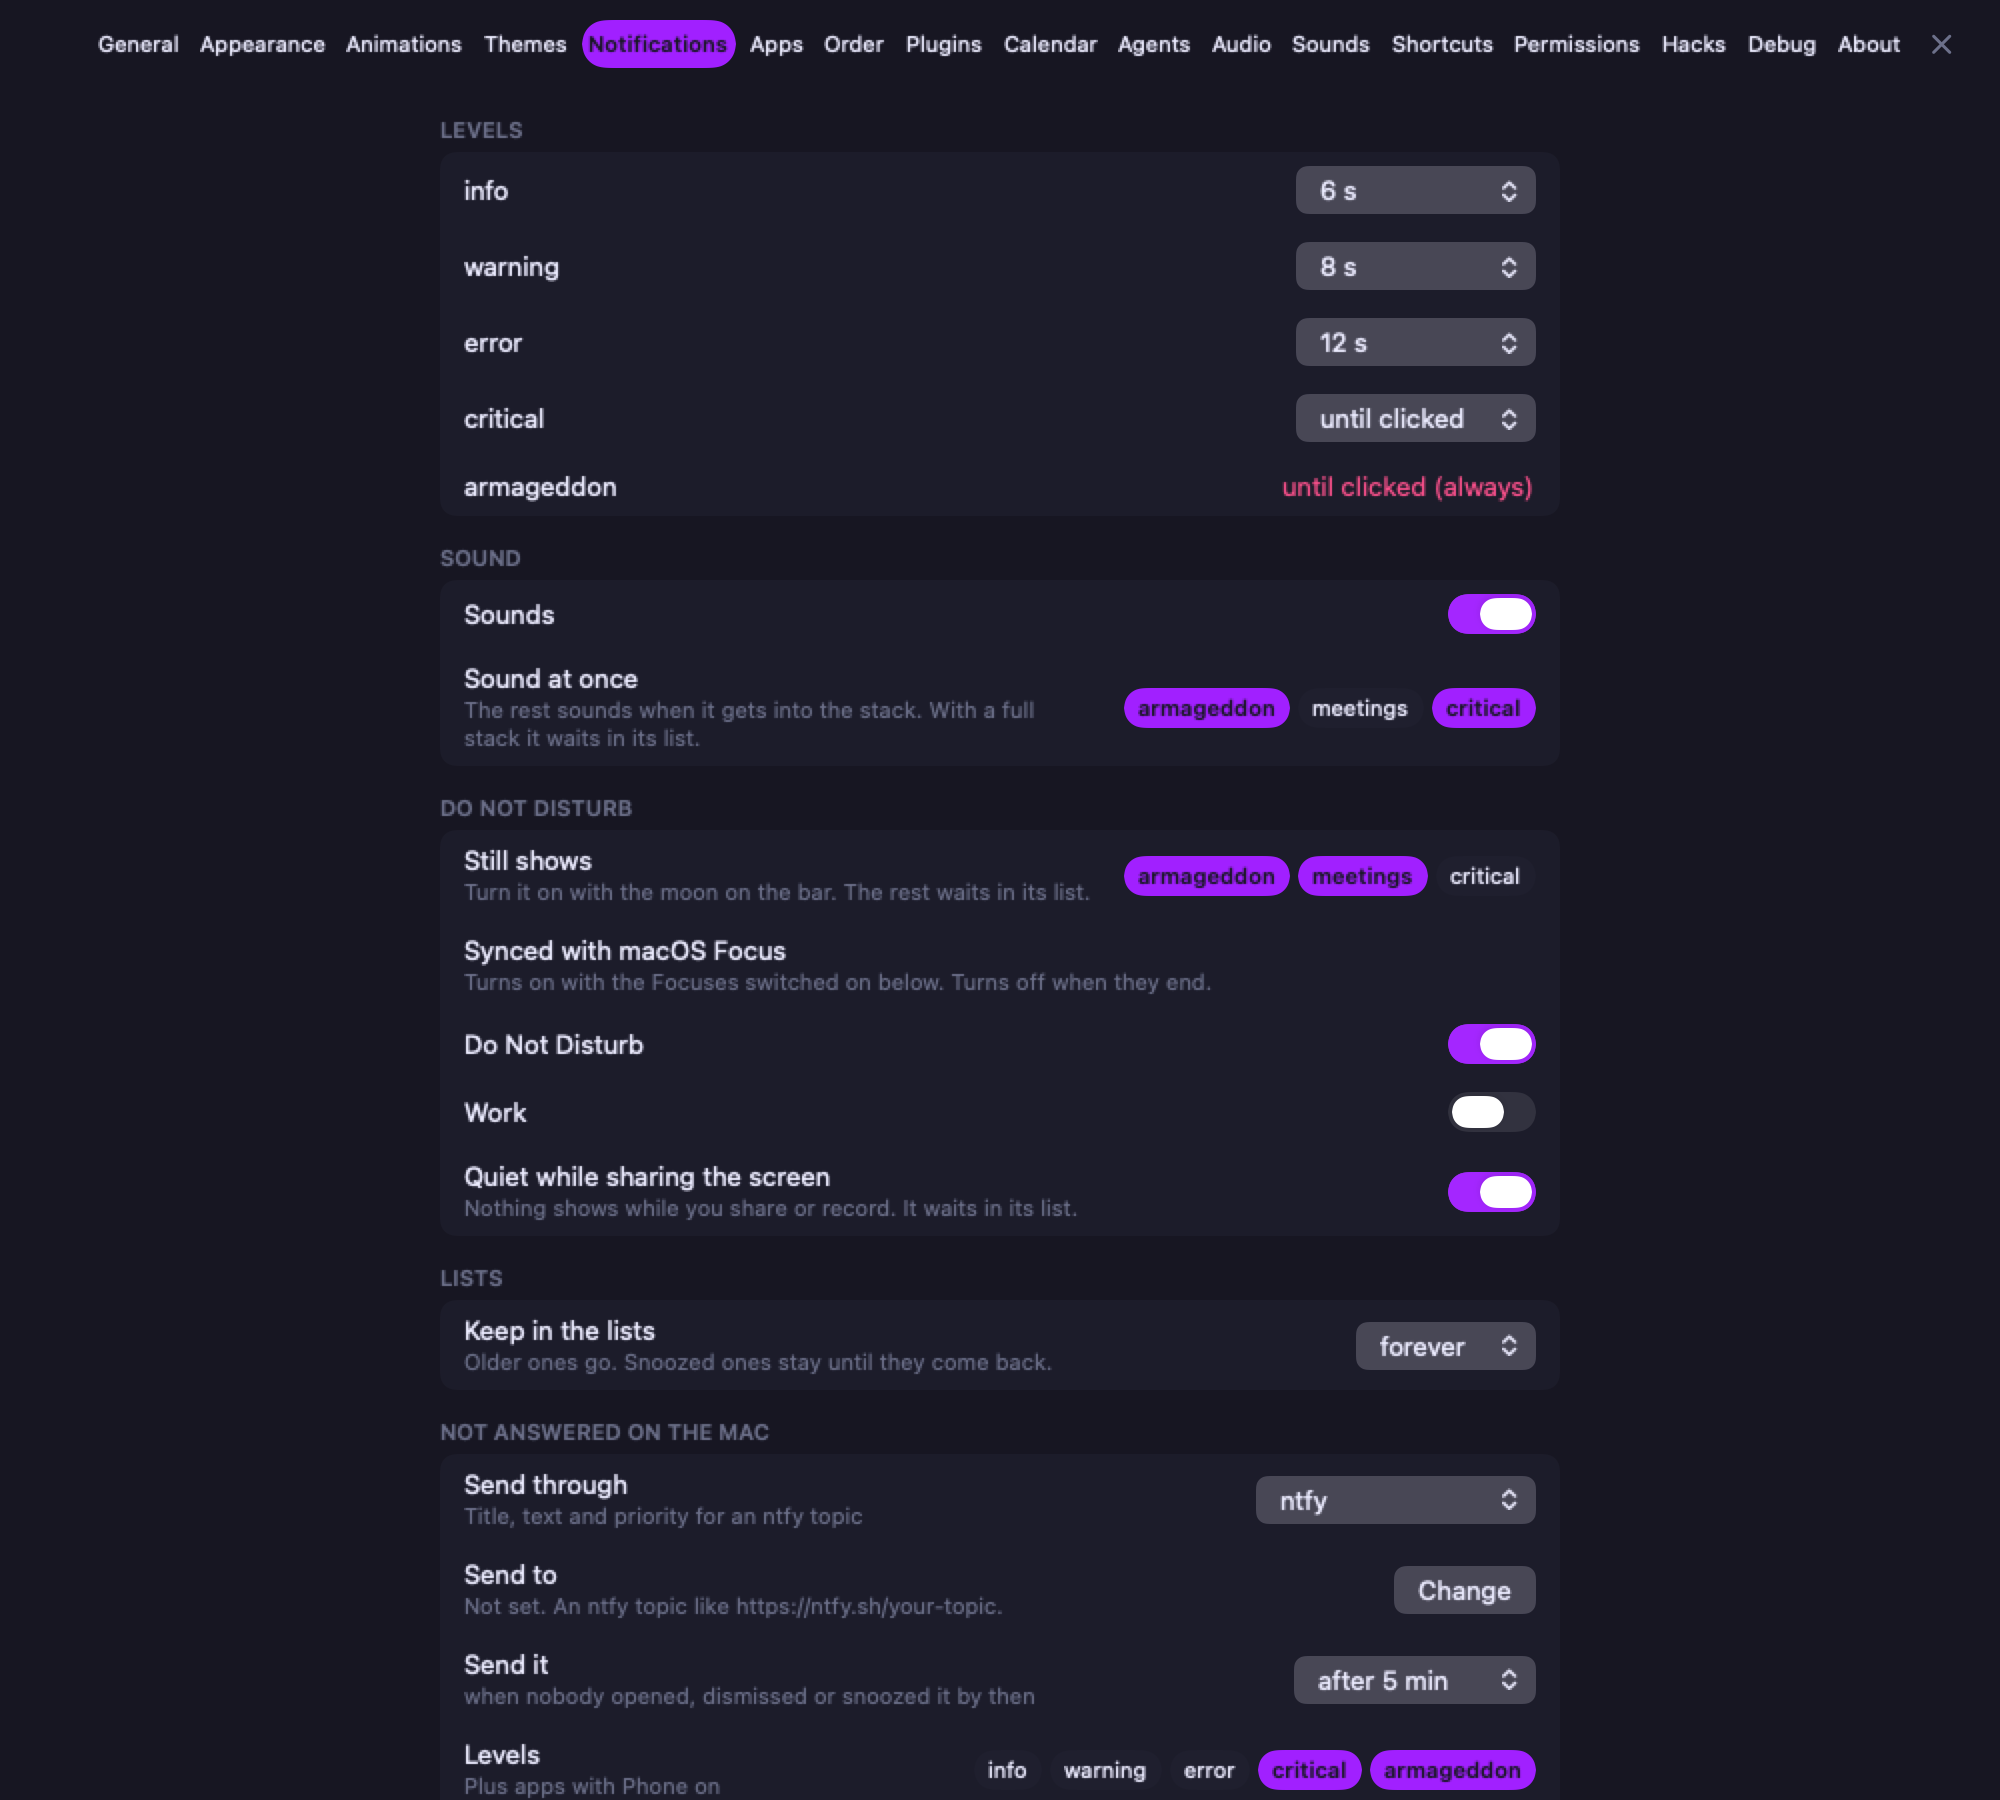 General Appearance Animations Themes Notifications Apps Order Plugins Calendar Agents Audio Sounds Shortcuts Permissions Hacks Debug About
LEVELS
info 6 s
warning 8 s
error 12 s
critical until clicked
armageddon until clicked (always)
SOUND
Sounds
Sound at once
The rest sounds when it gets into the stack. With a full
stack it waits in its list.
armageddon meetings critical
DO NOT DISTURB
Still shows
Turn it on with the moon on the bar. The rest waits in its list.
armageddon meetings critical
Synced with macOS Focus
Turns on with the Focuses switched on below. Turns off when they end.
Do Not Disturb
Work
Quiet while sharing the screen
Nothing shows while you share or record. It waits in its list.
LISTS
Keep in the lists
Older ones go. Snoozed ones stay until they come back.
forever
NOT ANSWERED ON THE MAC
Send through
Title, text and priority for an ntfy topic
ntfy
Send to
Not set. An ntfy topic like https://ntfy.sh/your-topic.
Change
Send it
when nobody opened, dismissed or snoozed it by then
after 5 min
Levels
Plus apps with Phone on
info warning error critical armageddon